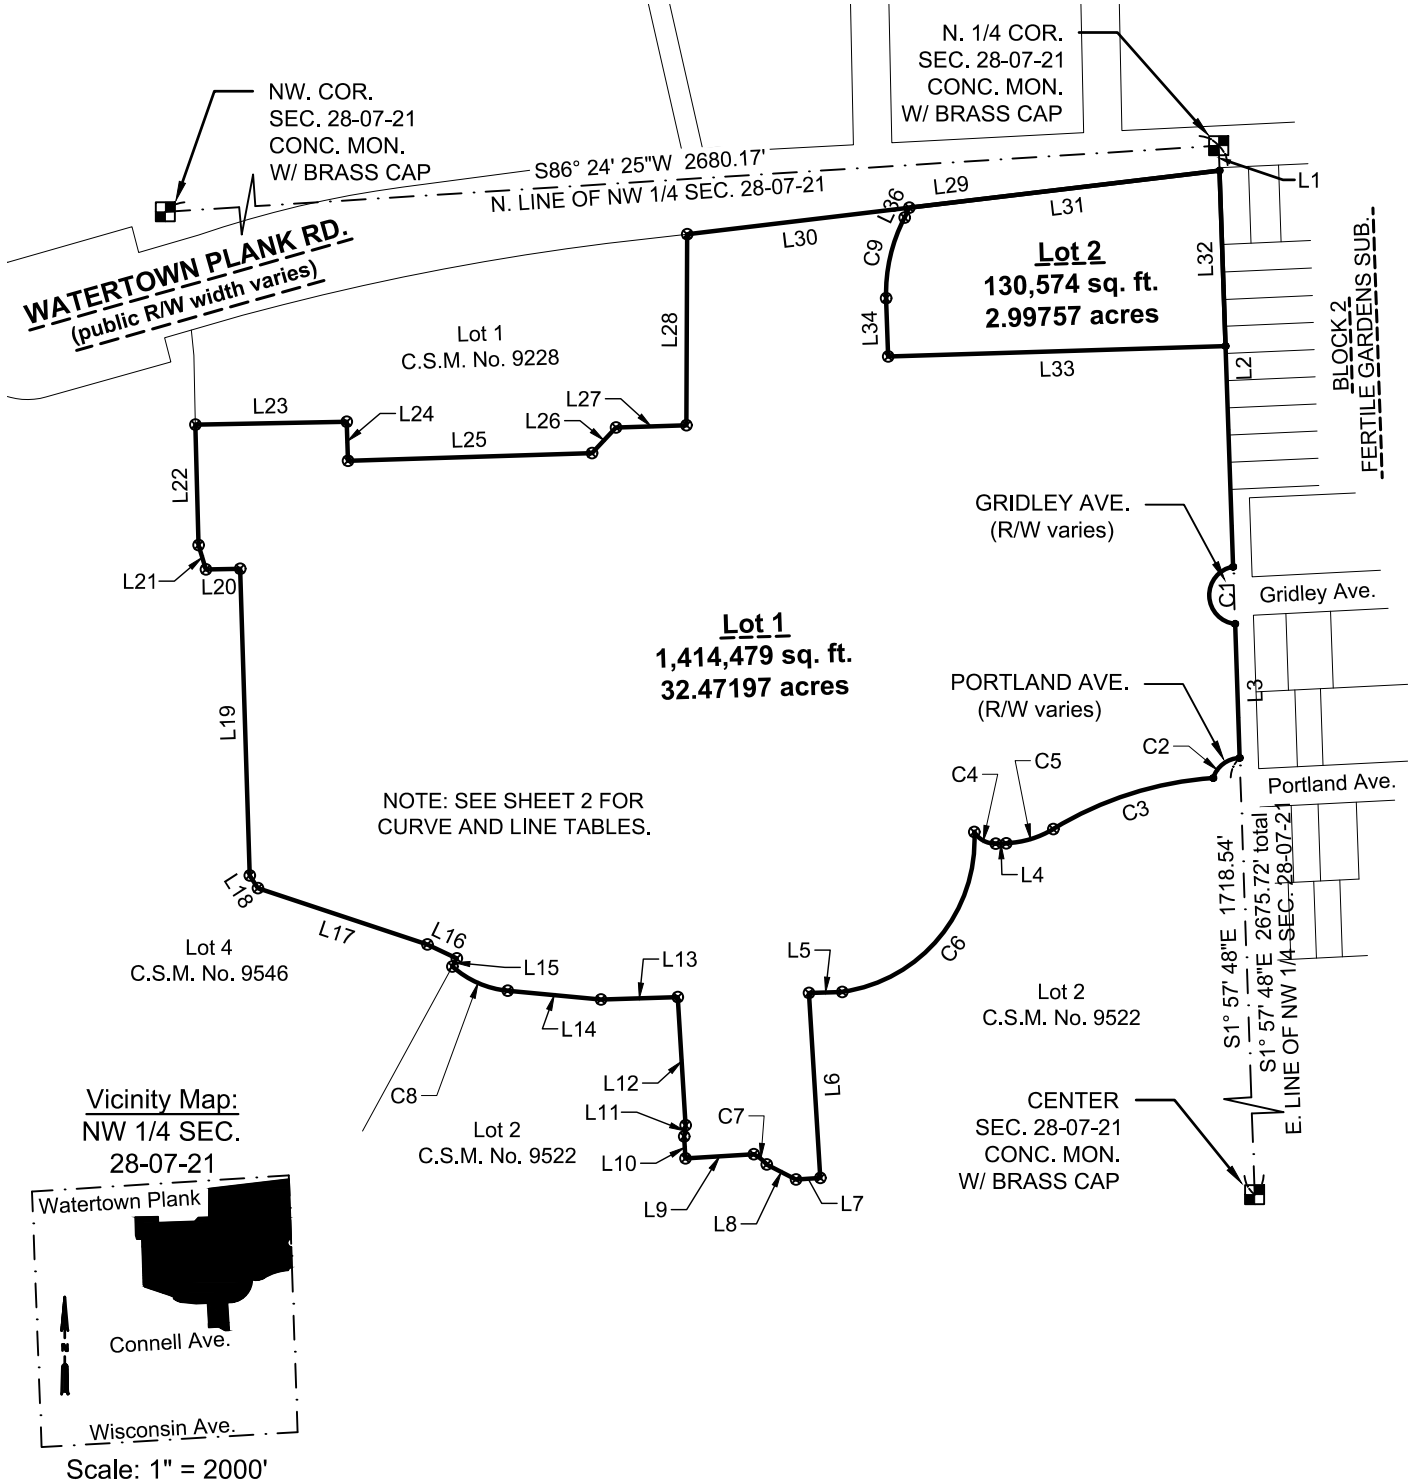 N. 1/4 COR.
SEC. 28-07-21
CONC. MON.
W/ BRASS CAP
NW. COR.
SEC. 28-07-21
CONC. MON.
W/ BRASS CAP
S86° 24' 25"W 2680.17'
N. LINE OF NW 1/4 SEC. 28-07-21
L1
L36
L29
L31
L30
C9
L32
Lot 2
130,574 sq. ft.
2.99757 acres
WATERTOWN PLANK RD.
(public R/W width varies)
BLOCK 2
FERTILE GARDENS SUB.
Lot 1
C.S.M. No. 9228
L28
L34
L33
L2
L23
L24
L27
L26
L25
L22
GRIDLEY AVE.
(R/W varies)
L21
L20
C1
Gridley Ave.
Lot 1
1,414,479 sq. ft.
32.47197 acres
PORTLAND AVE.
(R/W varies)
L3
L19
C2
C5
C4
Portland Ave.
NOTE: SEE SHEET 2 FOR
CURVE AND LINE TABLES.
C3
L4
L18
L17
L16
Lot 4
C.S.M. No. 9546
L15
L13
L5
C6
L14
Lot 2
C.S.M. No. 9522
S1° 57' 48"E 1718.54'
S1° 57' 48"E 2675.72' total
E. LINE OF NW 1/4 SEC. 28-07-21
L12
L6
C8
L11
C7
Lot 2
C.S.M. No. 9522
L10
L9
L8
L7
CENTER
SEC. 28-07-21
CONC. MON.
W/ BRASS CAP
Vicinity Map:
NW 1/4 SEC.
28-07-21
Watertown Plank
N
Connell Ave.
Wisconsin Ave.
Scale: 1" = 2000'